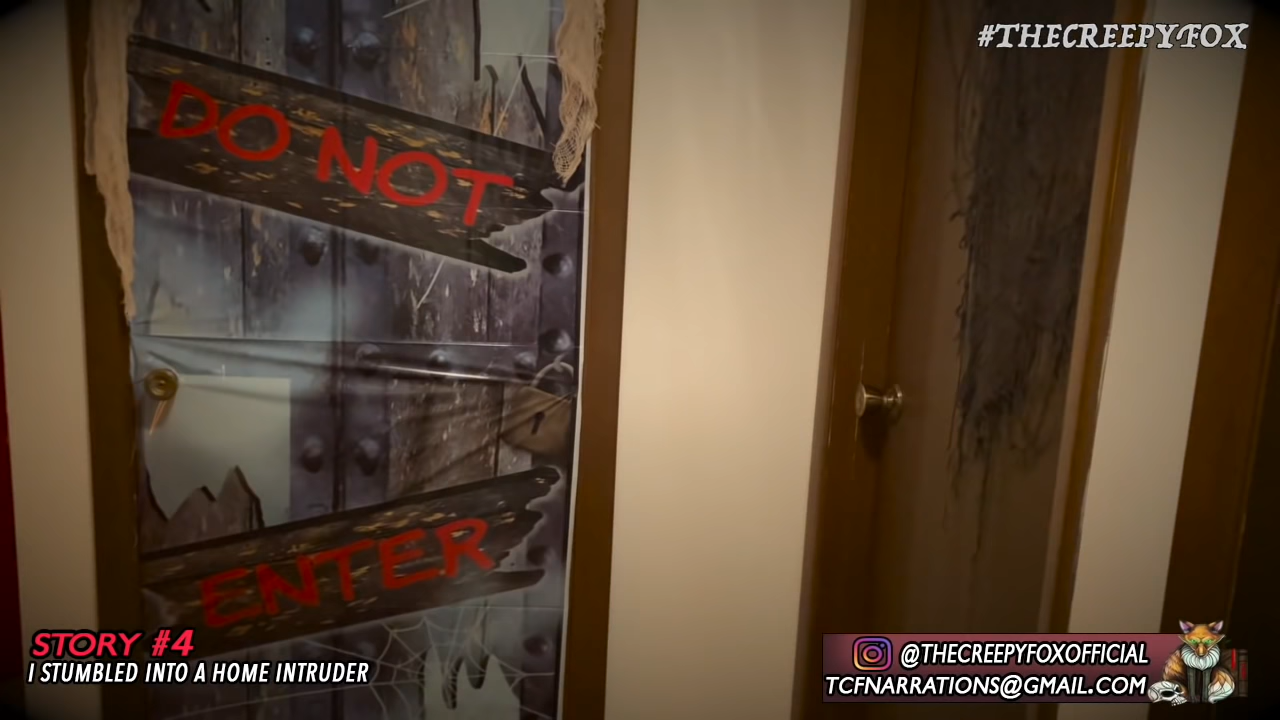 #THECREEPYFOX
DO NOT
ENTER
STORY #4
I STUMBLED INTO A HOME INTRUDER
@THECREEPYFOXOFFICIAL
TCFNARRATIONS@GMAIL.COM